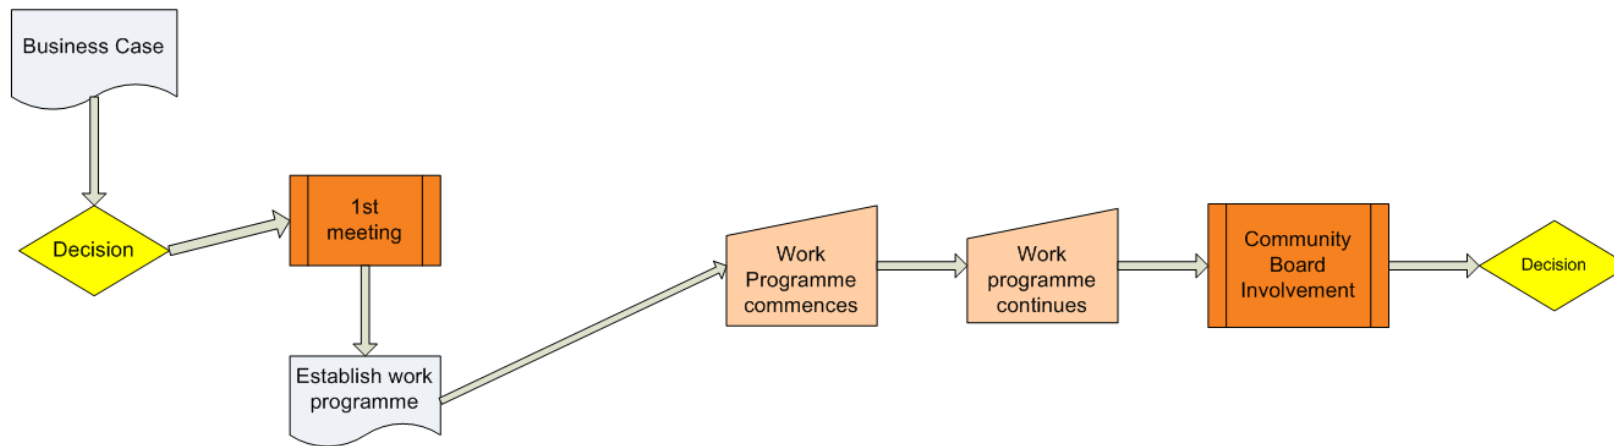 Business Case
Decision
1st
meeting
Establish work
programme
Work
Programme
commences
Work
programme
continues
Community
Board
Involvement
Decision